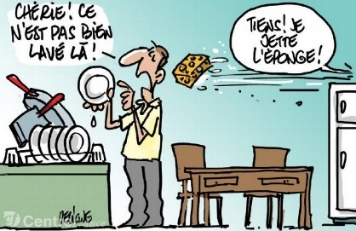 CHÉRIE! CE
N'EST PAS BIEN
LAVÉ LÀ!
TIENS! JE
JETTE
L'ÉPONGE!